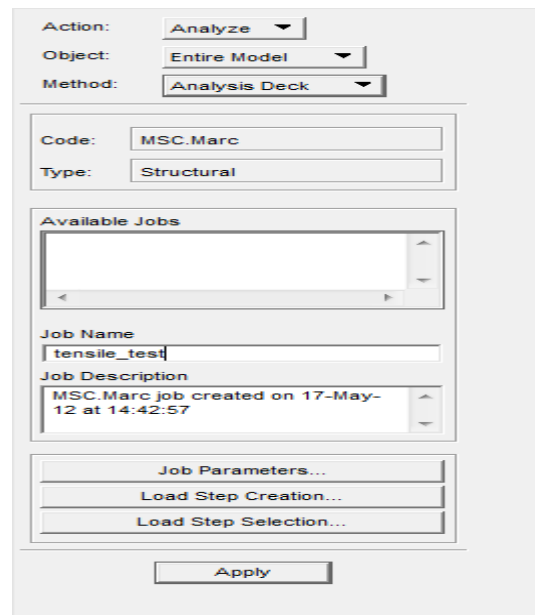 Action: Analyze
Object: Entire Model
Method: Analysis Deck
Code: MSC.Marc
Type: Structural
Available Jobs
Job Name
tensile_test
Job Description
MSC.Marc job created on 17-May-
12 at 14:42:57
Job Parameters...
Load Step Creation...
Load Step Selection...
Apply